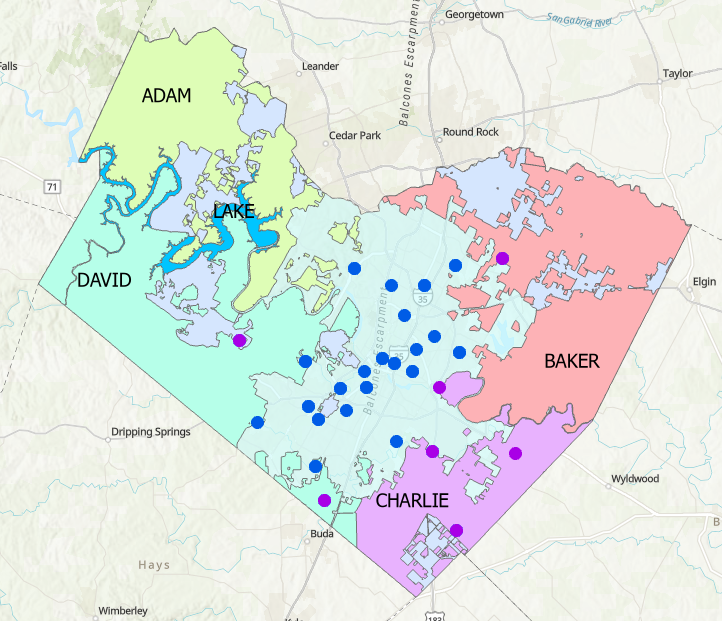 Georgetown
San Gabriel River
Balcones Escarpment
Falls
Leander
Taylor
ADAM
Cedar Park
Round Rock
71
LAKE
DAVID
Elgin
35
Balcones Escarpment
35
BAKER
Dripping Springs
Wyldwood
CHARLIE
Buda
B
Hays
Wimberley
183